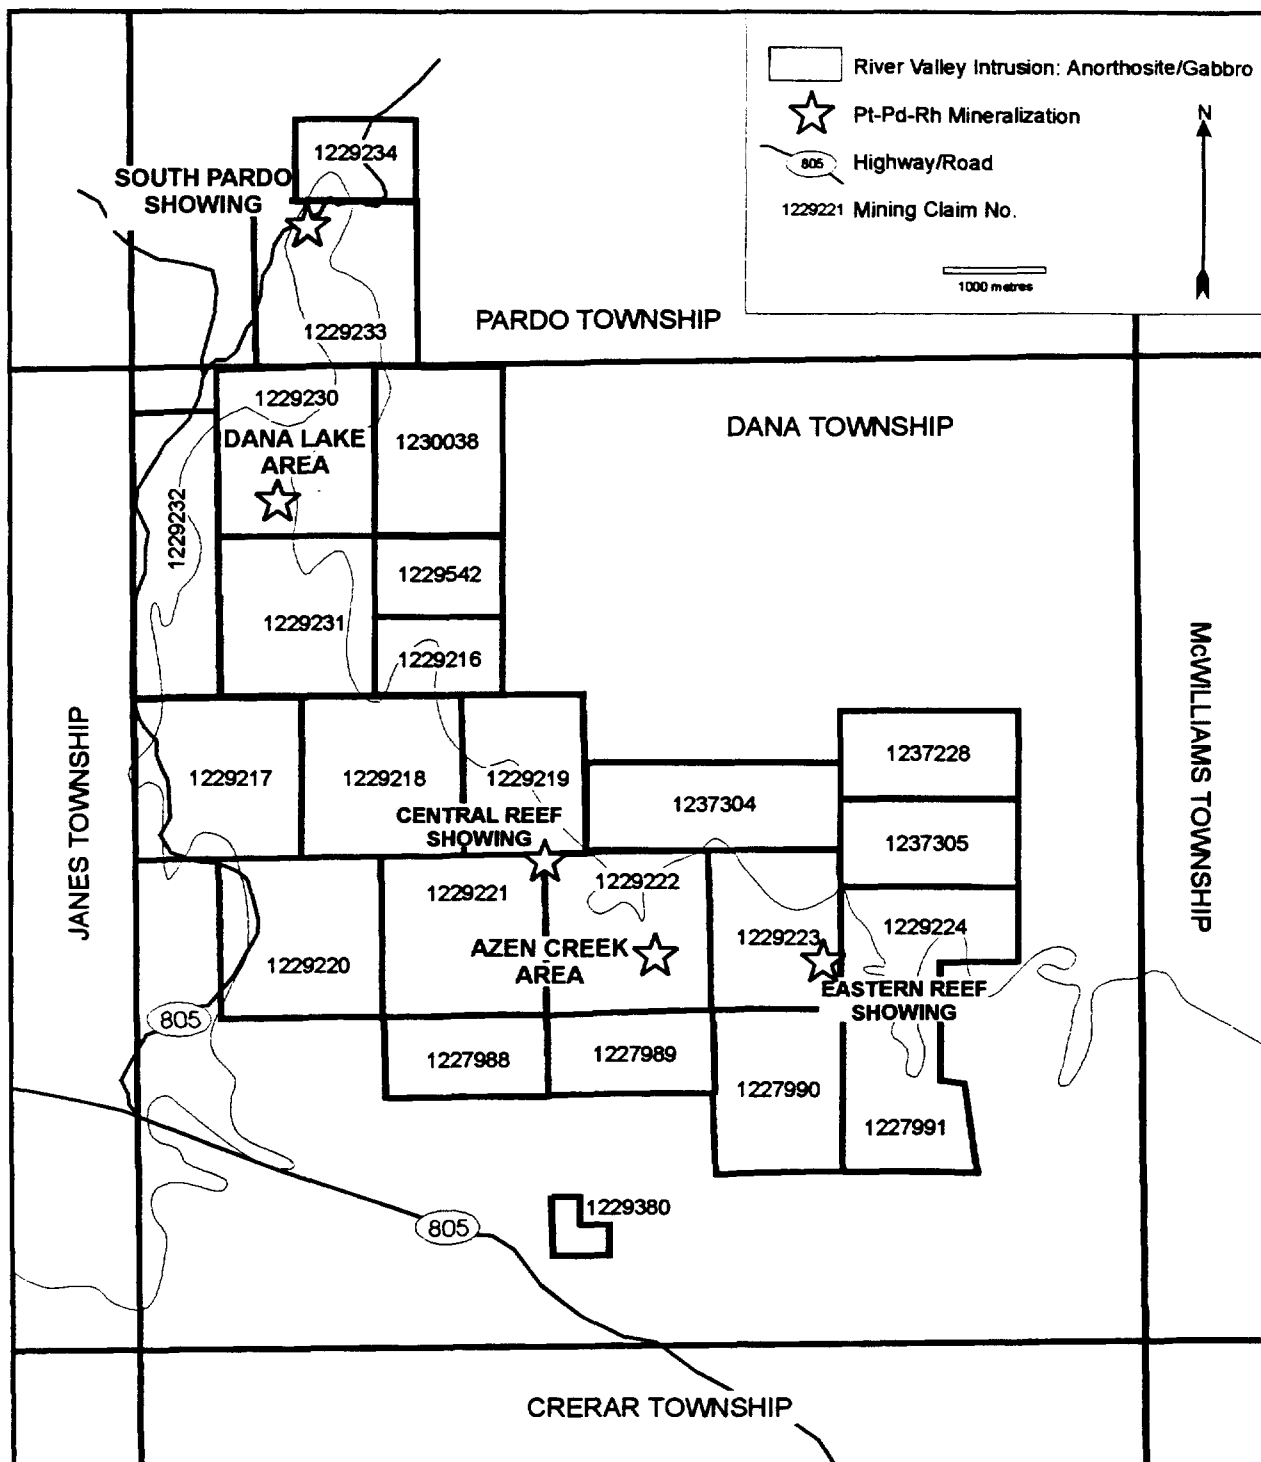 River Valley Intrusion: Anorthosite/Gabbro
Pt-Pd-Rh Mineralization
805 Highway/Road
1229221 Mining Claim No.
N
1000 metres
1229234
SOUTH PARDO
SHOWING
1229233
PARDO TOWNSHIP
1229230
DANA LAKE
AREA
1230038
DANA TOWNSHIP
1229232
1229542
1229231
1229216
JANES TOWNSHIP
McWILLIAMS TOWNSHIP
1229217
1229218
1229219
1237304
1237228
1237305
CENTRAL REEF
SHOWING
1229221
1229222
1229223
1229224
1229220
AZEN CREEK
AREA
EASTERN REEF
SHOWING
805
1227988
1227989
1227990
1227991
1229380
805
CRERAR TOWNSHIP